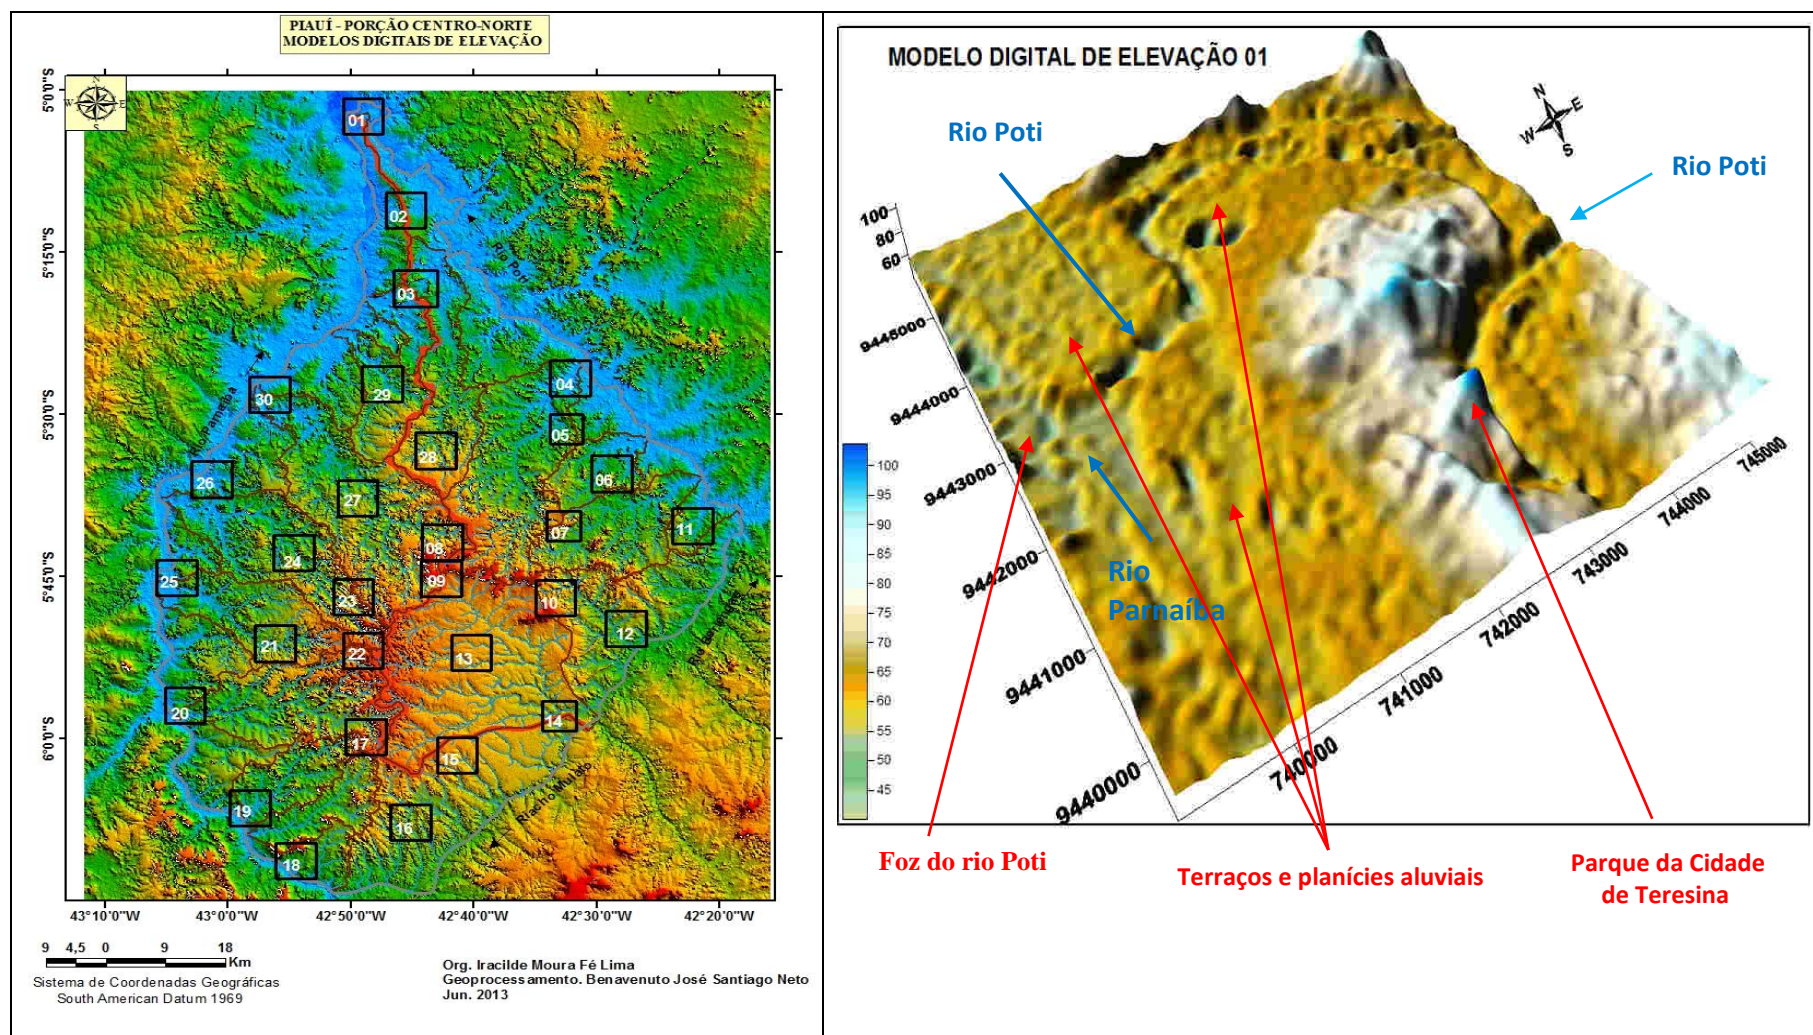 PIAUÍ - PORÇÃO CENTRO-NORTE
MODELOS DIGITAIS DE ELEVAÇÃO
N
W E
S
5°0'0"S
5°15'0"S
5°30'0"S
5°45'0"S
6°0'0"S
01
02
03
04
05
06
07
08
09
10
11
12
13
14
15
16
17
18
19
20
21
22
23
24
25
26
27
28
29
30
Rio Poti
Rio Parnaíba
Rio Berlenga
Riacho Mulato
43°10'0"W 43°0'0"W 42°50'0"W 42°40'0"W 42°30'0"W 42°20'0"W
9 4,5 0 9 18
Km
Sistema de Coordenadas Geográficas
South American Datum 1969
Org. Iracilde Moura Fé Lima
Geoprocessamento. Benavenuto José Santiago Neto
Jun. 2013
MODELO DIGITAL DE ELEVAÇÃO 01
N
W E
S
Rio Poti
Rio Poti
100
80
60
9445000
9444000
9443000
9442000
9441000
9440000
740000
741000
742000
743000
744000
745000
100
95
90
85
80
75
70
65
60
55
50
45
Rio
Parnaíba
Foz do rio Poti
Terraços e planícies aluviais
Parque da Cidade
de Teresina